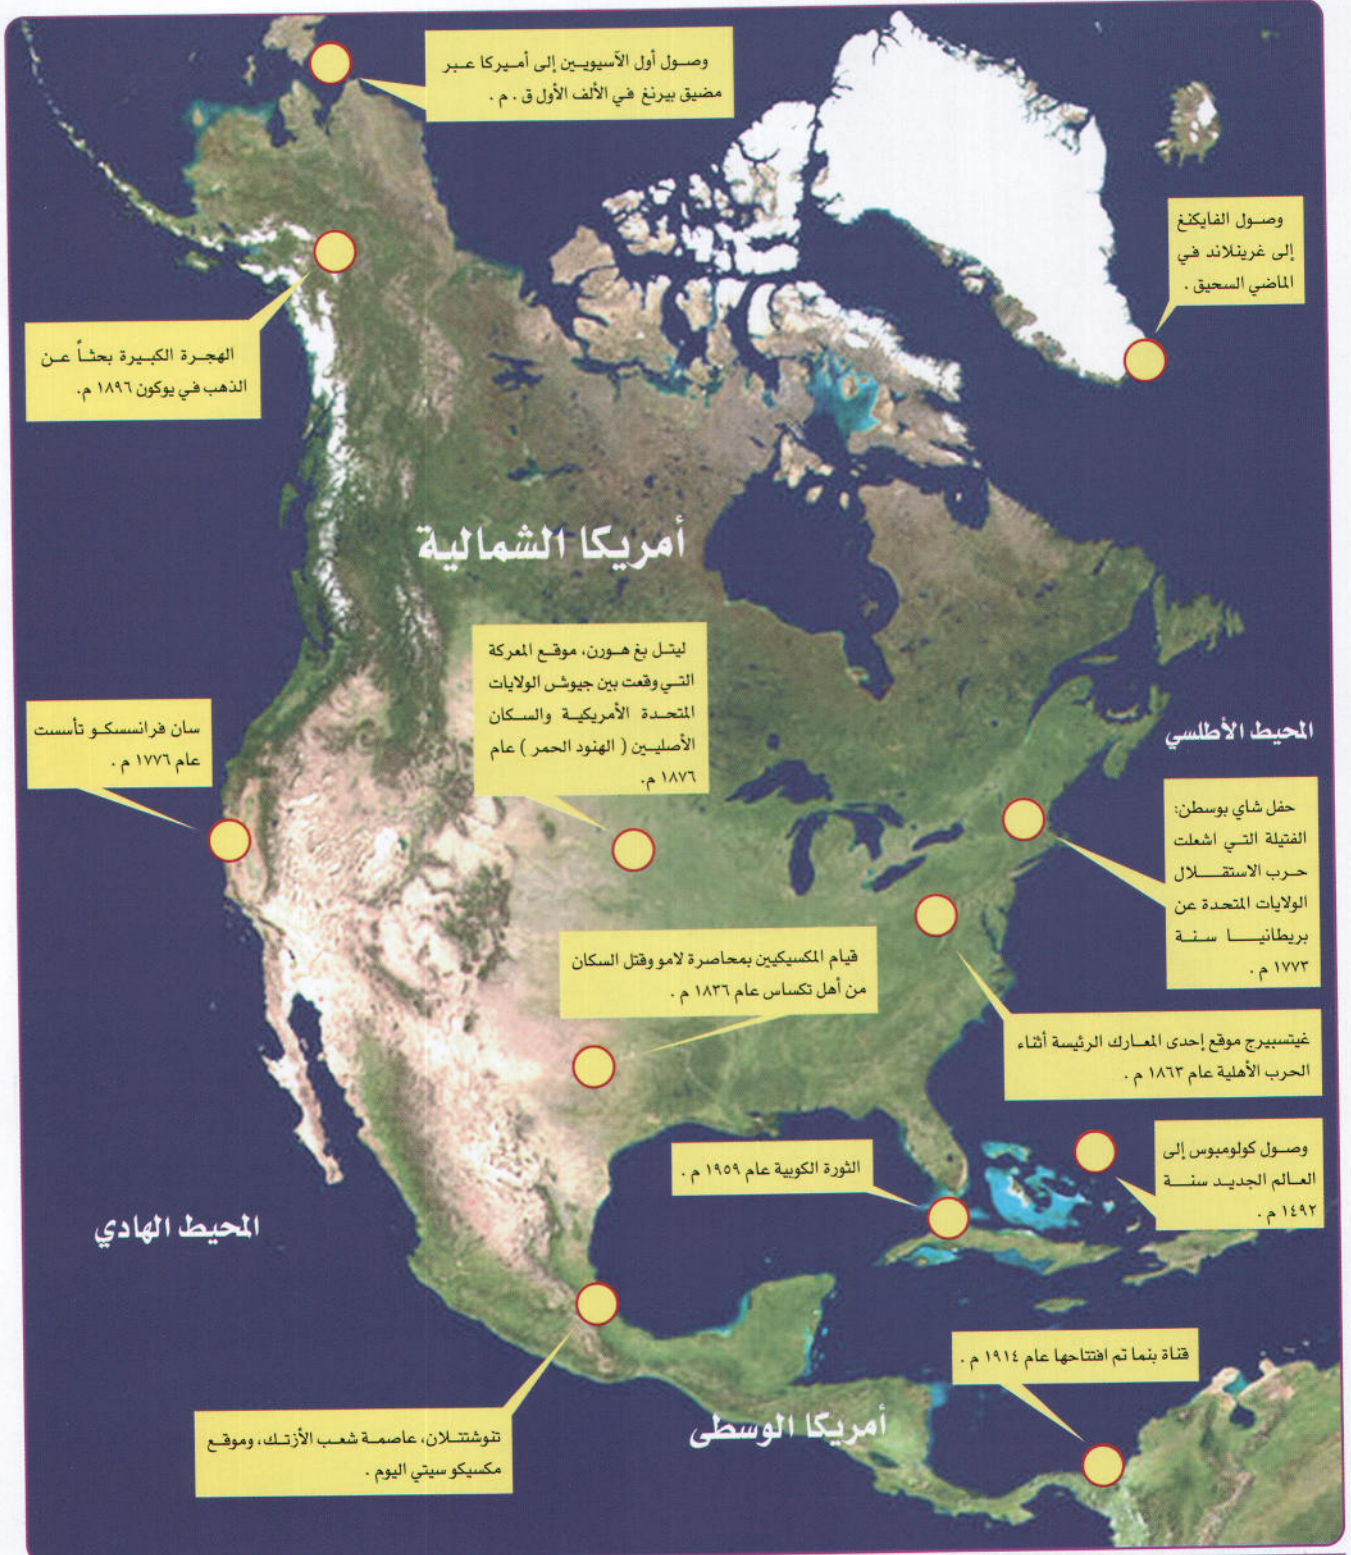 وصول أول الآسيويين إلى أميركا عبر
مضيق بيرنغ في الألف الأول ق . م .
وصول الفايكنغ
إلى غرينلاند في
الماضي السحيق .
الهجرة الكبيرة بحثاً عن
الذهب في يوكون ١٨٩٦ م.
أمريكا الشمالية
ليتل بغ هورن، موقع المعركة
التي وقعت بين جيوش الولايات
المتحدة الأمريكية والسكان
الأصليين ( الهنود الحمر ) عام
١٨٧٦ م.
سان فرانسسكو تأسست
عام ١٧٧٦ م .
المحيط الأطلسي
حفل شاي بوسطن:
الفتيلة التي اشعلت
حرب الاستقلال
الولايات المتحدة عن
بريطانيا سنة
١٧٧٣ م .
قيام المكسيكيين بمحاصرة لامو وقتل السكان
من أهل تكساس عام ١٨٣٦ م .
غيتسبيرج موقع إحدى المعارك الرئيسة أثناء
الحرب الأهلية عام ١٨٦٣ م .
وصول كولومبوس إلى
العالم الجديد سنة
١٤٩٢ م .
الثورة الكوبية عام ١٩٥٩ م .
المحيط الهادي
قناة بنما تم افتتاحها عام ١٩١٤ م .
أمريكا الوسطى
تنوشتتلان، عاصمة شعب الأزتك، وموقع
مكسيكو سيتي اليوم .